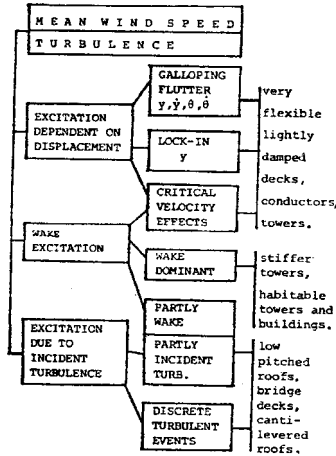 MEAN WIND SPEED
TURBULENCE
EXCITATION
DEPENDENT ON
DISPLACEMENT
GALLOPING
FLUTTER
y,ẏ,θ,θ̇
LOCK-IN
y
CRITICAL
VELOCITY
EFFECTS
very
flexible
lightly
damped
decks,
conductors,
towers.
WAKE
EXCITATION
WAKE
DOMINANT
PARTLY
WAKE
stiffer
towers,
habitable
towers and
buildings.
EXCITATION
DUE TO
INCIDENT
TURBULENCE
PARTLY
INCIDENT
TURB.
DISCRETE
TURBULENT
EVENTS
low
pitched
roofs,
bridge
decks,
canti-
levered
roofs.